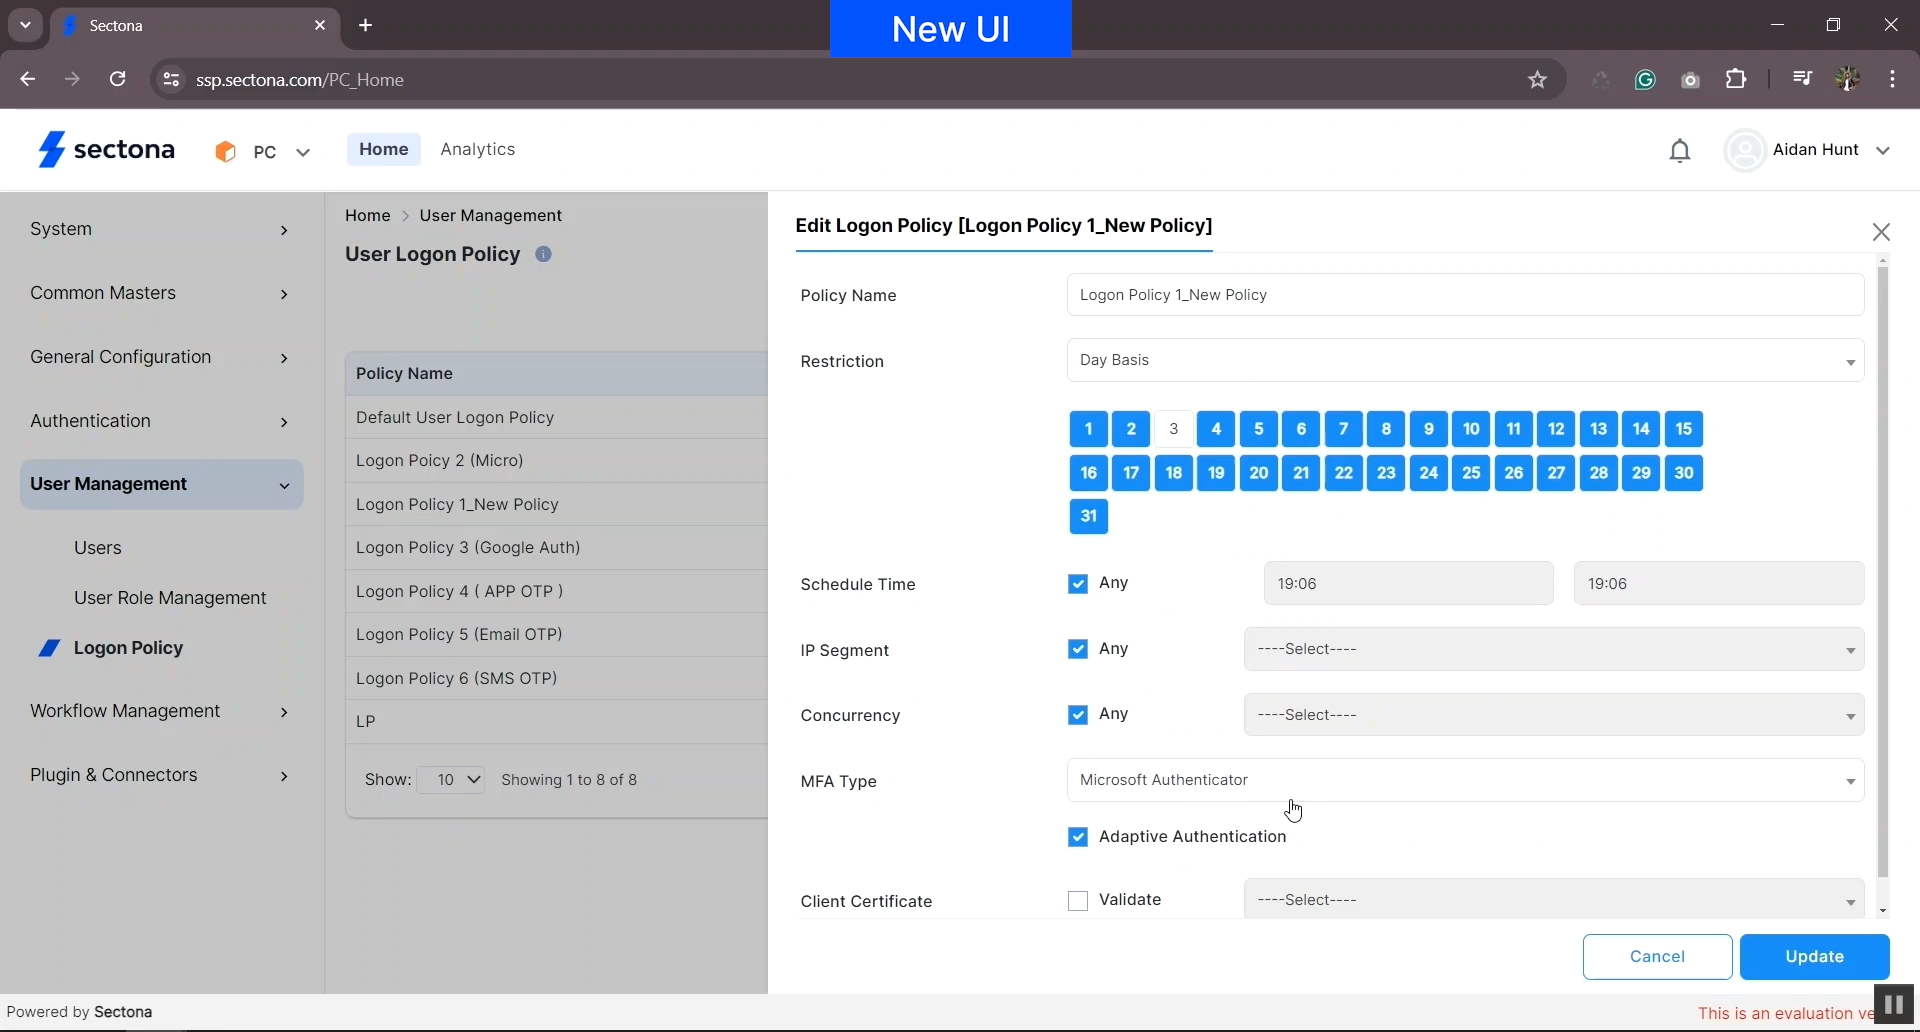 Sectona
New UI
ssp.sectona.com/PC_Home
sectona
PC
Home
Analytics
Aidan Hunt
System
Common Masters
General Configuration
Authentication
User Management
Users
User Role Management
Logon Policy
Workflow Management
Plugin & Connectors
Home > User Management
User Logon Policy
Policy Name
Default User Logon Policy
Logon Poicy 2 (Micro)
Logon Policy 1_New Policy
Logon Policy 3 (Google Auth)
Logon Policy 4 ( APP OTP )
Logon Policy 5 (Email OTP)
Logon Policy 6 (SMS OTP)
LP
Show: 10 Showing 1 to 8 of 8
Edit Logon Policy [Logon Policy 1_New Policy]
Policy Name Logon Policy 1_New Policy
Restriction Day Basis
1 2 3 4 5 6 7 8 9 10 11 12 13 14 15
16 17 18 19 20 21 22 23 24 25 26 27 28 29 30
31
Schedule Time Any 19:06 19:06
IP Segment Any ----Select----
Concurrency Any ----Select----
MFA Type Microsoft Authenticator
Adaptive Authentication
Client Certificate Validate ----Select----
Cancel Update
Powered by Sectona
This is an evaluation ve